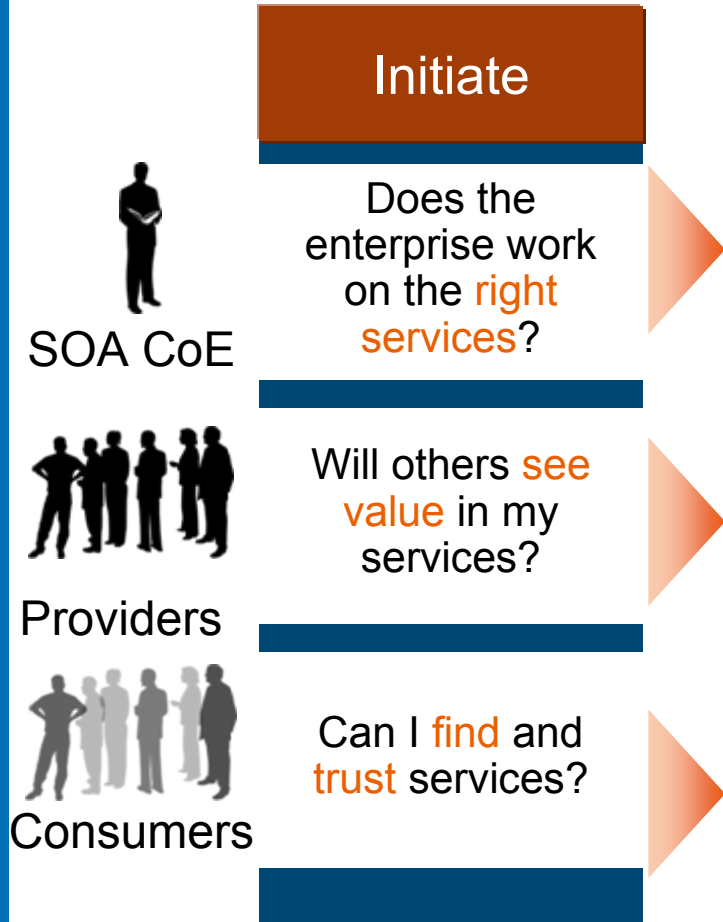 Initiate
Does the
enterprise work
on the right
services?
SOA CoE
Will others see
value in my
services?
Providers
Can I find and
trust services?
Consumers